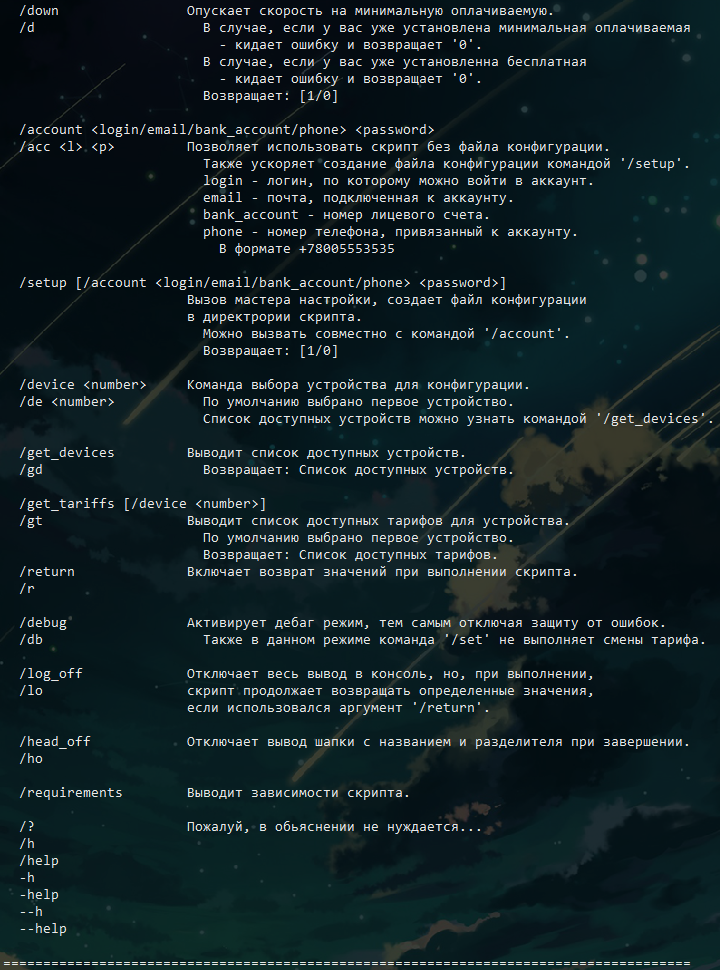 /down                Опускает скорость на минимальную оплачиваемую.
/d                     В случае, если у вас уже установлена минимальная оплачиваемая
                         - кидает ошибку и возвращает '0'.
                       В случае, если у вас уже установленна бесплатная
                         - кидает ошибку и возвращает '0'.
                       Возвращает: [1/0]

/account <login/email/bank_account/phone> <password>
/acc <l> <p>         Позволяет использовать скрипт без файла конфигурации.
                       Также ускоряет создание файла конфигурации командой '/setup'.
                       login - логин, по которому можно войти в аккаунт.
                       email - почта, подключенная к аккаунту.
                       bank_account - номер лицевого счета.
                       phone - номер телефона, привязанный к аккаунту.
                         В формате +78005553535

/setup [/account <login/email/bank_account/phone> <password>]
                     Вызов мастера настройки, создает файл конфигурации
                     в директрории скрипта.
                       Можно вызвать совместно с командой '/account'.
                       Возвращает: [1/0]

/device <number>     Команда выбора устройства для конфигурации.
/de <number>           По умолчанию выбрано первое устройство.
                       Список доступных устройств можно узнать командой '/get_devices'.

/get_devices         Выводит список доступных устройств.
/gd                    Возвращает: Список доступных устройств.

/get_tariffs [/device <number>]
/gt                  Выводит список доступных тарифов для устройства.
                       По умолчанию выбрано первое устройство.
                       Возвращает: Список доступных тарифов.
/return              Включает возврат значений при выполнении скрипта.
/r

/debug               Активирует дебаг режим, тем самым отключая защиту от ошибок.
/db                    Также в данном режиме команда '/set' не выполняет смены тарифа.

/log_off             Отключает весь вывод в консоль, но, при выполнении,
/lo                  скрипт продолжает возвращать определенные значения,
                     если использовался аргумент '/return'.

/head_off            Отключает вывод шапки с названием и разделителя при завершении.
/ho

/requirements        Выводит зависимости скрипта.

/?                   Пожалуй, в обьяснении не нуждается...
/h
/help
-h
-help
--h
--help

======================================================================================